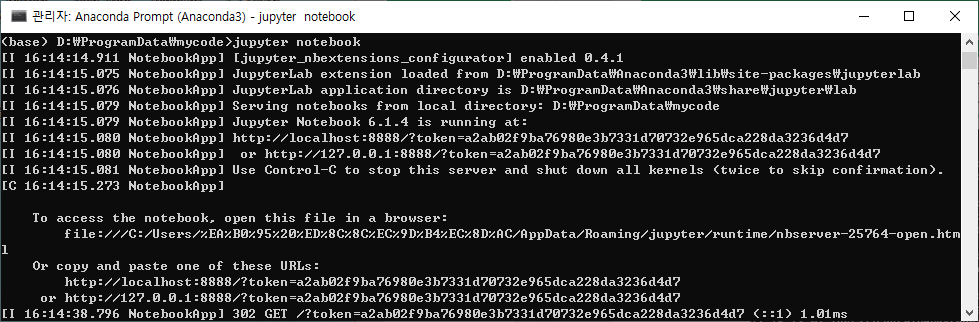 관리자: Anaconda Prompt (Anaconda3) - jupyter  notebook
(base) D:₩ProgramData₩mycode>jupyter notebook
[I 16:14:14.911 NotebookApp] [jupyter_nbextensions_configurator] enabled 0.4.1
[I 16:14:15.075 NotebookApp] JupyterLab extension loaded from D:₩ProgramData₩Anaconda3₩lib₩site-packages₩jupyterlab
[I 16:14:15.076 NotebookApp] JupyterLab application directory is D:₩ProgramData₩Anaconda3₩share₩jupyter₩lab
[I 16:14:15.079 NotebookApp] Serving notebooks from local directory: D:₩ProgramData₩mycode
[I 16:14:15.079 NotebookApp] Jupyter Notebook 6.1.4 is running at:
[I 16:14:15.080 NotebookApp] http://localhost:8888/?token=a2ab02f9ba76980e3b7331d70732e965dca228da3236d4d7
[I 16:14:15.080 NotebookApp]  or http://127.0.0.1:8888/?token=a2ab02f9ba76980e3b7331d70732e965dca228da3236d4d7
[I 16:14:15.081 NotebookApp] Use Control-C to stop this server and shut down all kernels (twice to skip confirmation).
[C 16:14:15.273 NotebookApp]
To access the notebook, open this file in a browser:
file:///C:/Users/%EA%B0%95%20%ED%8C%8C%EC%9D%B4%EC%8D%AC/AppData/Roaming/jupyter/runtime/nbserver-25764-open.htm
l
Or copy and paste one of these URLs:
http://localhost:8888/?token=a2ab02f9ba76980e3b7331d70732e965dca228da3236d4d7
or http://127.0.0.1:8888/?token=a2ab02f9ba76980e3b7331d70732e965dca228da3236d4d7
[I 16:14:38.796 NotebookApp] 302 GET /?token=a2ab02f9ba76980e3b7331d70732e965dca228da3236d4d7 (::1) 1.01ms